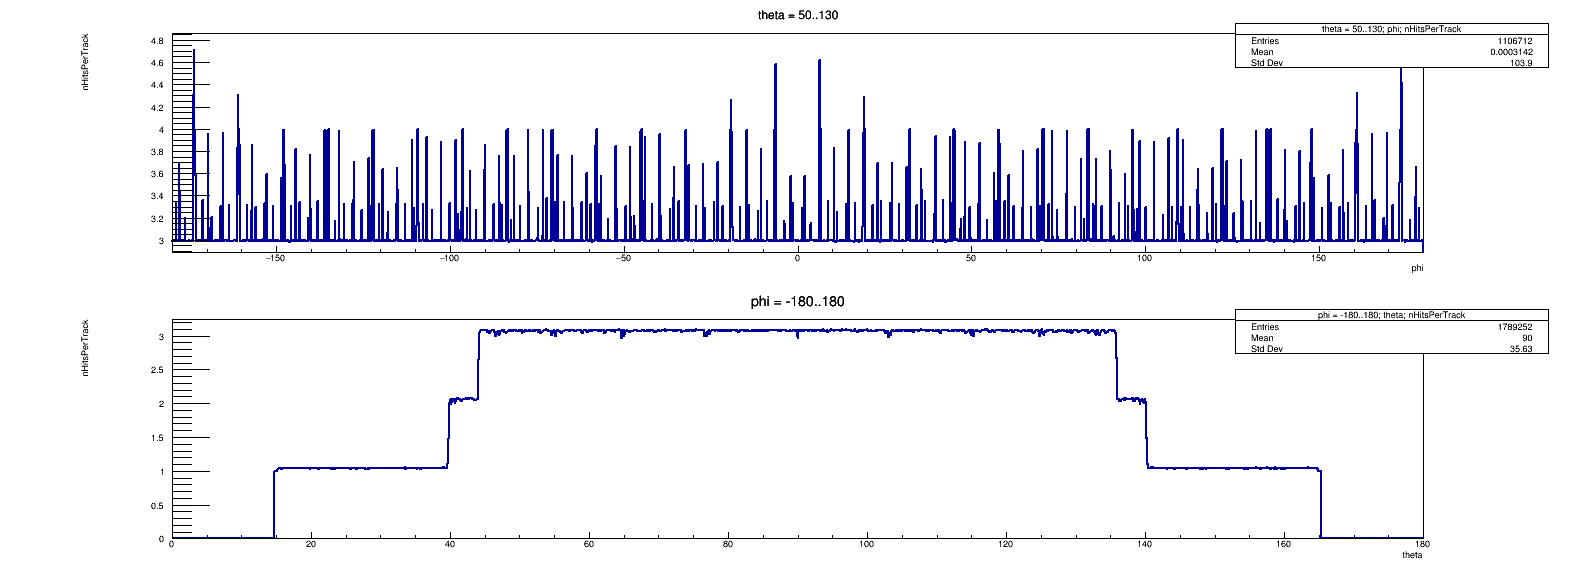 theta = 50..130
nHitsPerTrack
theta = 50..130; phi; nHitsPerTrack
Entries 1106712
Mean 0.0003142
Std Dev 103.9
4.8
4.6
4.4
4.2
4
3.8
3.6
3.4
3.2
3
−150 −100 −50 0 50 100 150
phi
phi = -180..180
nHitsPerTrack
phi = -180..180; theta; nHitsPerTrack
Entries 1789252
Mean 90
Std Dev 35.63
3
2.5
2
1.5
1
0.5
0
0 20 40 60 80 100 120 140 160 180
theta